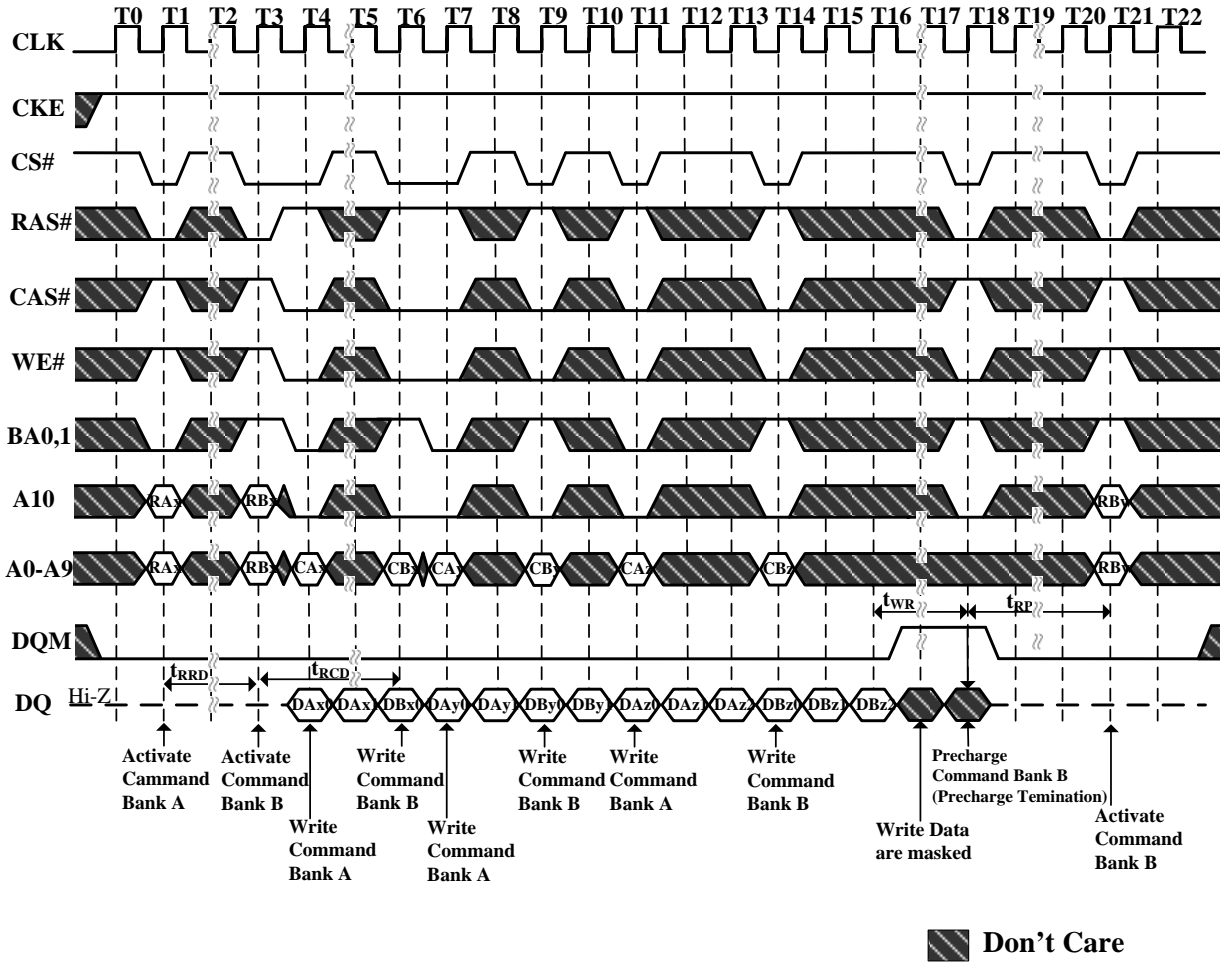 T0 T1 T2 T3 T4 T5 T6 T7 T8 T9 T10 T11 T12 T13 T14 T15 T16 T17 T18 T19 T20 T21 T22
CLK
CKE
CS#
RAS#
CAS#
WE#
BA0,1
A10 RAx RBx RBy
A0-A9 RAx RBx CAx CBx CAy CBy CAz CBz RBy
tWR tRP
DQM
tRRD tRCD
DQ Hi-Z DAx0 DAx1 DBx0 DAy0 DAy1 DBy0 DBy1 DAz0 DAz1 DAz2 DBz0 DBz1 DBz2
Activate
Cammand
Bank A
Activate
Command
Bank B
Write
Command
Bank A
Write
Command
Bank B
Write
Command
Bank A
Write
Command
Bank B
Write
Command
Bank A
Write
Command
Bank B
Write Data
are masked
Precharge
Command Bank B
(Precharge Temination)
Activate
Command
Bank B
Don't Care